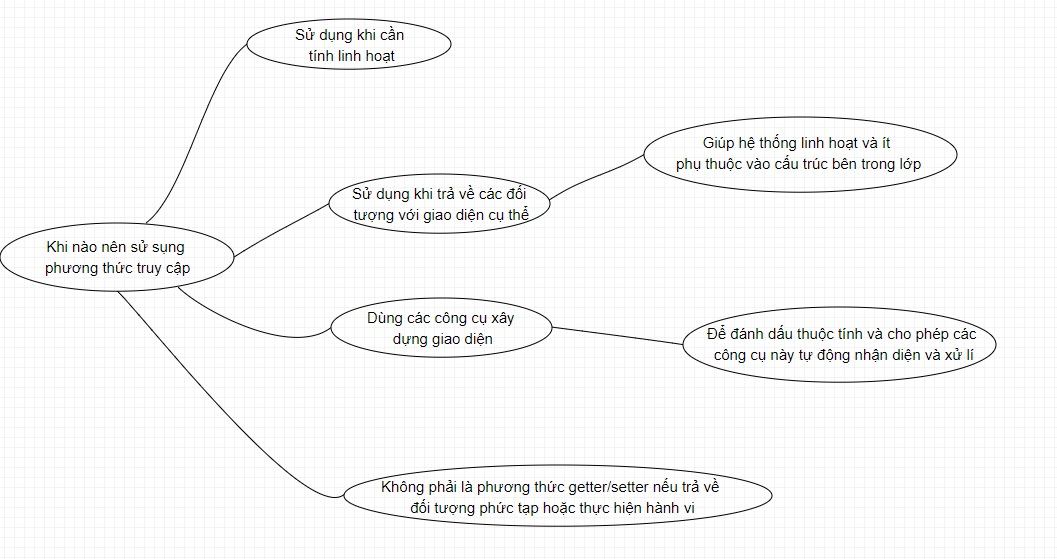 Sử dụng khi cần
tính linh hoạt
Giúp hệ thống linh hoạt và ít
phụ thuộc vào cấu trúc bên trong lớp
Sử dụng khi trả về các đối
tượng với giao diện cụ thể
Khi nào nên sử sụng
phương thức truy cập
Dùng các công cụ xây
dựng giao diện
Để đánh dấu thuộc tính và cho phép các
công cụ này tự động nhận diện và xử lí
Không phải là phương thức getter/setter nếu trả về
đối tượng phức tạp hoặc thực hiện hành vi